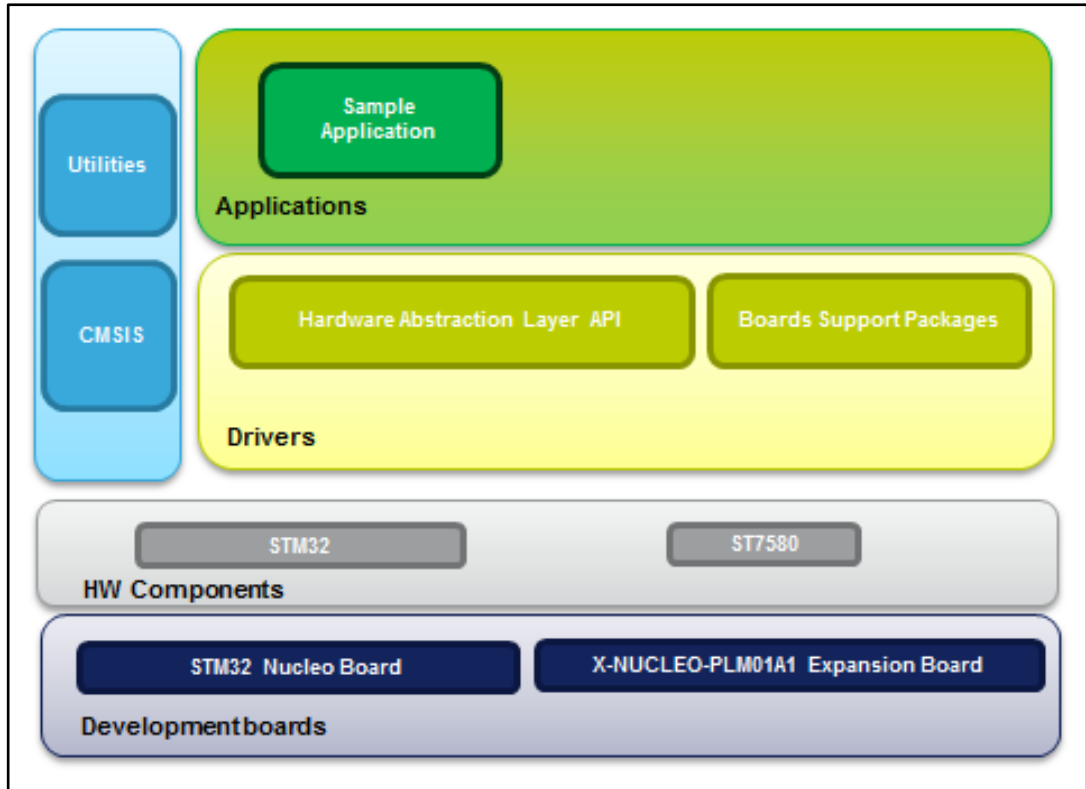 Utilities
CMSIS
Sample
Application
Applications
Hardware Abstraction Layer API
Boards Support Packages
Drivers
STM32
ST7580
HW Components
STM32 Nucleo Board
X-NUCLEO-PLM01A1 Expansion Board
Developmentboards